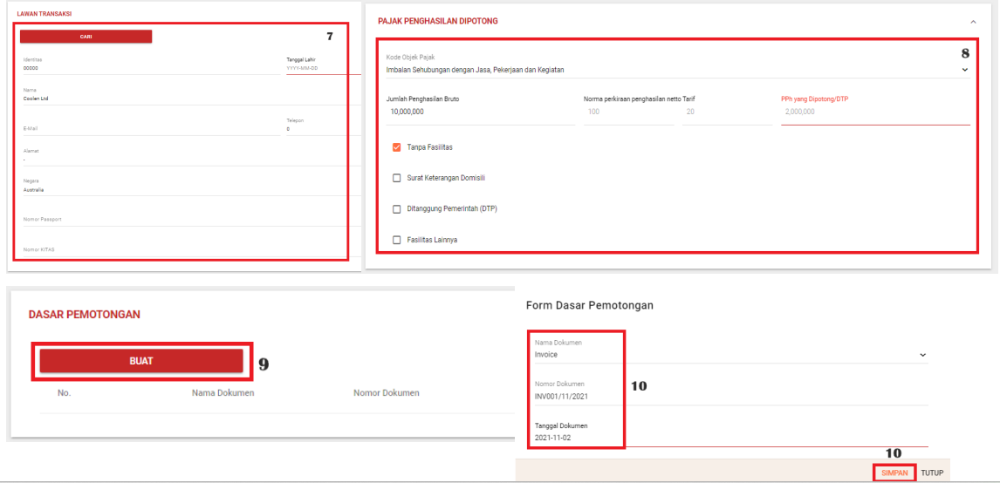 LAWAN TRANSAKSI
CARI
7
Identitas
00000
Tanggal Lahir
YYYY-MM-DD
Nama
Coolen Ltd
E-Mail
Telepon
0
Alamat
.
Negara
Australia
Nomor Passport
Nomor KITAS
PAJAK PENGHASILAN DIPOTONG
8
Kode Objek Pajak
Imbalan Sehubungan dengan Jasa, Pekerjaan dan Kegiatan
Jumlah Penghasilan Bruto
10,000,000
Norma perkiraan penghasilan netto Tarif
100 20
PPh yang Dipotong/DTP
2,000,000
Tanpa Fasilitas
Surat Keterangan Domisili
Ditanggung Pemerintah (DTP)
Fasilitas Lainnya
DASAR PEMOTONGAN
BUAT
9
No. Nama Dokumen Nomor Dokumen
Form Dasar Pemotongan
Nama Dokumen
Invoice
Nomor Dokumen
INV001/11/2021
10
Tanggal Dokumen
2021-11-02
10
SIMPAN TUTUP